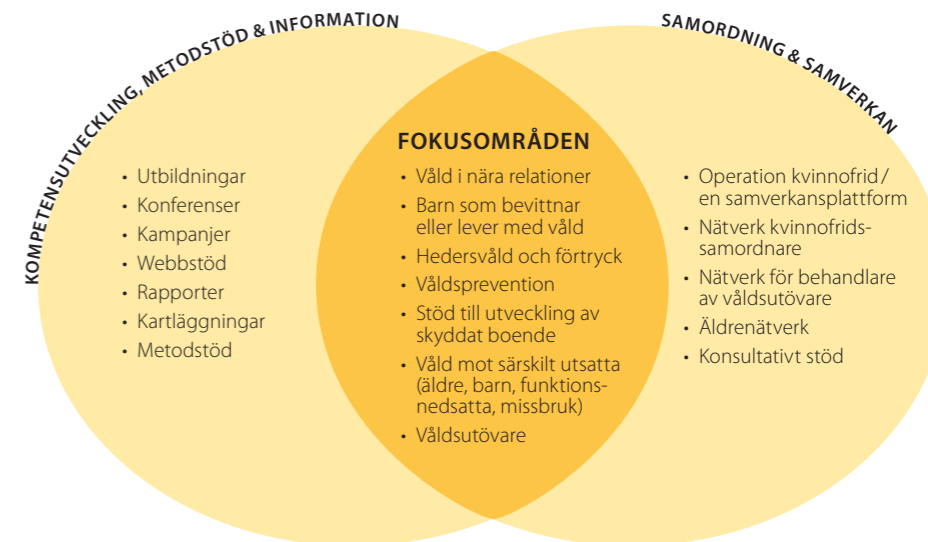 KOMPETENSUTVECKLING, METODSTÖD & INFORMATION
• Utbildningar
• Konferenser
• Kampanjer
• Webbstöd
• Rapporter
• Kartläggningar
• Metodstöd
FOKUSOMRÅDEN
• Våld i nära relationer
• Barn som bevittnar
eller lever med våld
• Hedersvåld och förtryck
• Våldsprevention
• Stöd till utveckling av
skyddat boende
• Våld mot särskilt utsatta
(äldre, barn, funktions-
nedsatta, missbruk)
• Våldsutövare
SAMORDNING & SAMVERKAN
• Operation kvinnofrid/
en samverkansplattform
• Nätverk kvinnofrids-
samordnare
• Nätverk för behandlare
av våldsutövare
• Äldrenätverk
• Konsultativt stöd